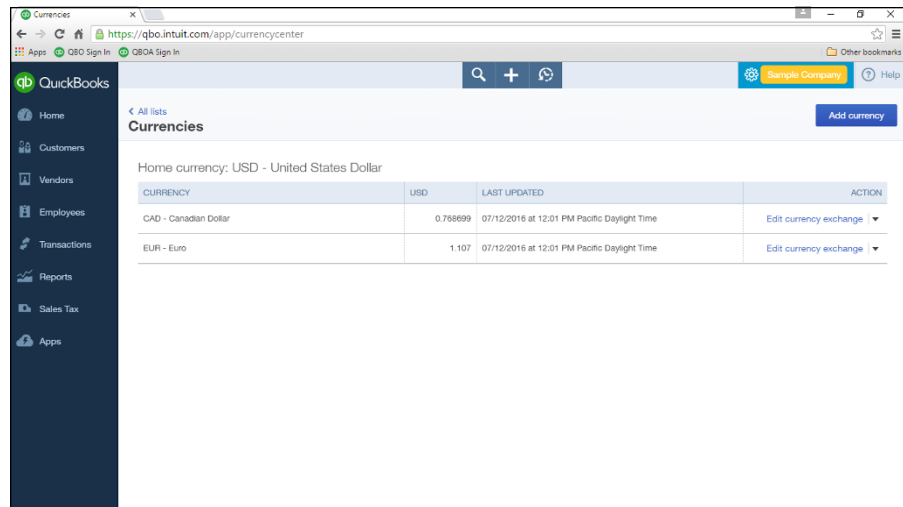 Currencies
https://qbo.intuit.com/app/currencycenter
Apps QBO Sign In QBOA Sign In Other bookmarks
qb QuickBooks Sample Company ? Help
Home
Customers
Vendors
Employees
Transactions
Reports
Sales Tax
Apps
All lists
Currencies
Add currency
Home currency: USD - United States Dollar
CURRENCY USD LAST UPDATED ACTION
CAD - Canadian Dollar 0.768699 07/12/2016 at 12:01 PM Pacific Daylight Time Edit currency exchange
EUR - Euro 1.107 07/12/2016 at 12:01 PM Pacific Daylight Time Edit currency exchange